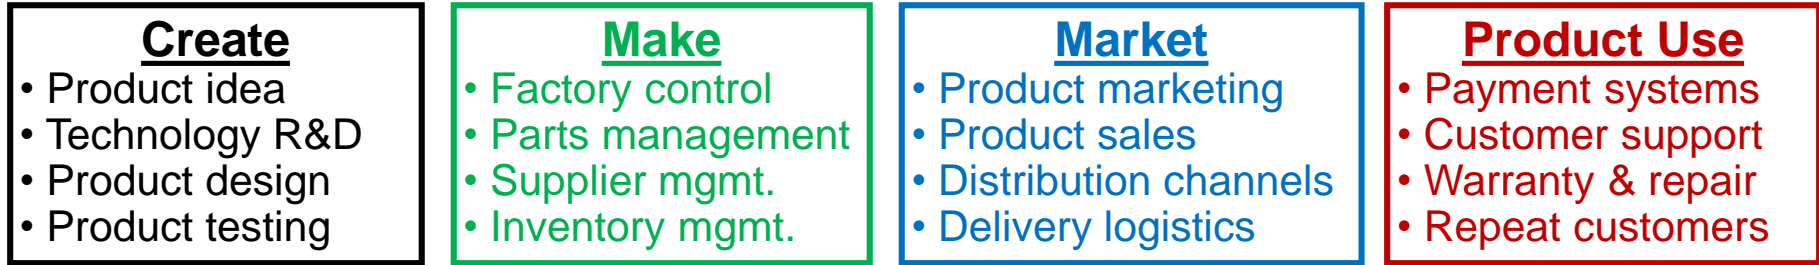 Create
• Product idea
• Technology R&D
• Product design
• Product testing
Make
• Factory control
• Parts management
• Supplier mgmt.
• Inventory mgmt.
Market
• Product marketing
• Product sales
• Distribution channels
• Delivery logistics
Product Use
• Payment systems
• Customer support
• Warranty & repair
• Repeat customers